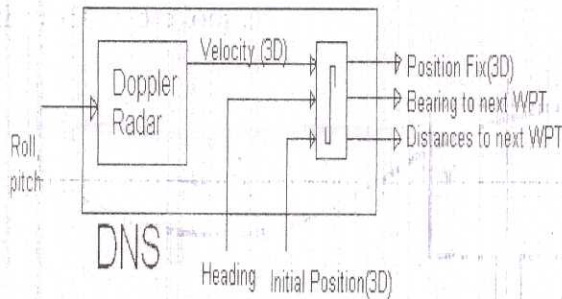 Velocity (3D)
Doppler
Radar
Position Fix(3D)
Bearing to next WPT
Distances to next WPT
Roll,
pitch
DNS
Heading
Initial Position(3D)